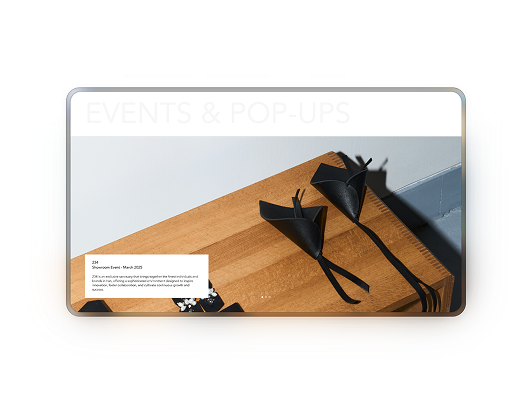 EVENTS & POP-UPS
234
Showroom Event - March 2025
234 is an exclusive sanctuary that brings together the finest individuals and
brands in Iran, offering a sophisticated environment designed to inspire
innovation, foster collaboration, and cultivate continuous growth and
success.